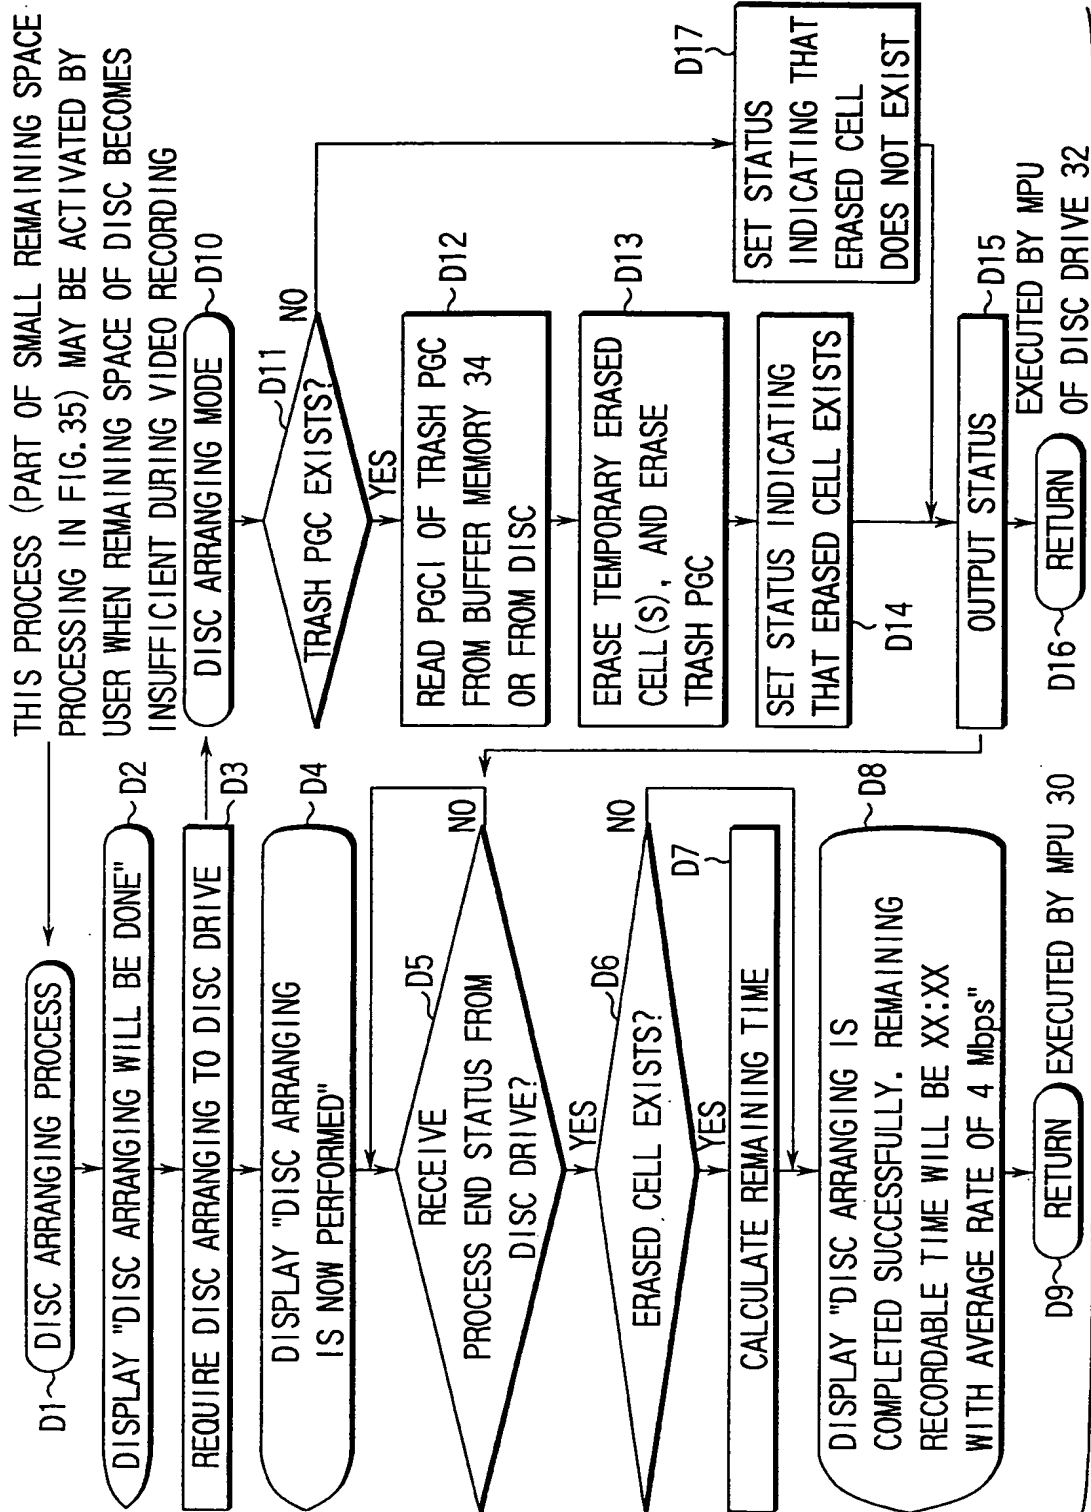 THIS PROCESS (PART OF SMALL REMAINING SPACE
PROCESSING IN FIG.35) MAY BE ACTIVATED BY
USER WHEN REMAINING SPACE OF DISC BECOMES
INSUFFICIENT DURING VIDEO RECORDING
D1
DISC ARRANGING PROCESS
D2
DISPLAY "DISC ARRANGING WILL BE DONE"
D3
REQUIRE DISC ARRANGING TO DISC DRIVE
D4
DISPLAY "DISC ARRANGING
IS NOW PERFORMED"
D5
RECEIVE
PROCESS END STATUS FROM
DISC DRIVE?
NO
YES
D6
ERASED CELL EXISTS?
NO
YES
D7
CALCULATE REMAINING TIME
D8
DISPLAY "DISC ARRANGING IS
COMPLETED SUCCESSFULLY. REMAINING
RECORDABLE TIME WILL BE XX:XX
WITH AVERAGE RATE OF 4 Mbps"
D9
RETURN
EXECUTED BY MPU 30
D10
DISC ARRANGING MODE
D11
TRASH PGC EXISTS?
NO
YES
D12
READ PGCI OF TRASH PGC
FROM BUFFER MEMORY 34
OR FROM DISC
D13
ERASE TEMPORARY ERASED
CELL(S), AND ERASE
TRASH PGC
SET STATUS INDICATING
THAT ERASED CELL EXISTS
D14
D17
SET STATUS
INDICATING THAT
ERASED CELL
DOES NOT EXIST
D15
OUTPUT STATUS
D16
RETURN
EXECUTED BY MPU
OF DISC DRIVE 32